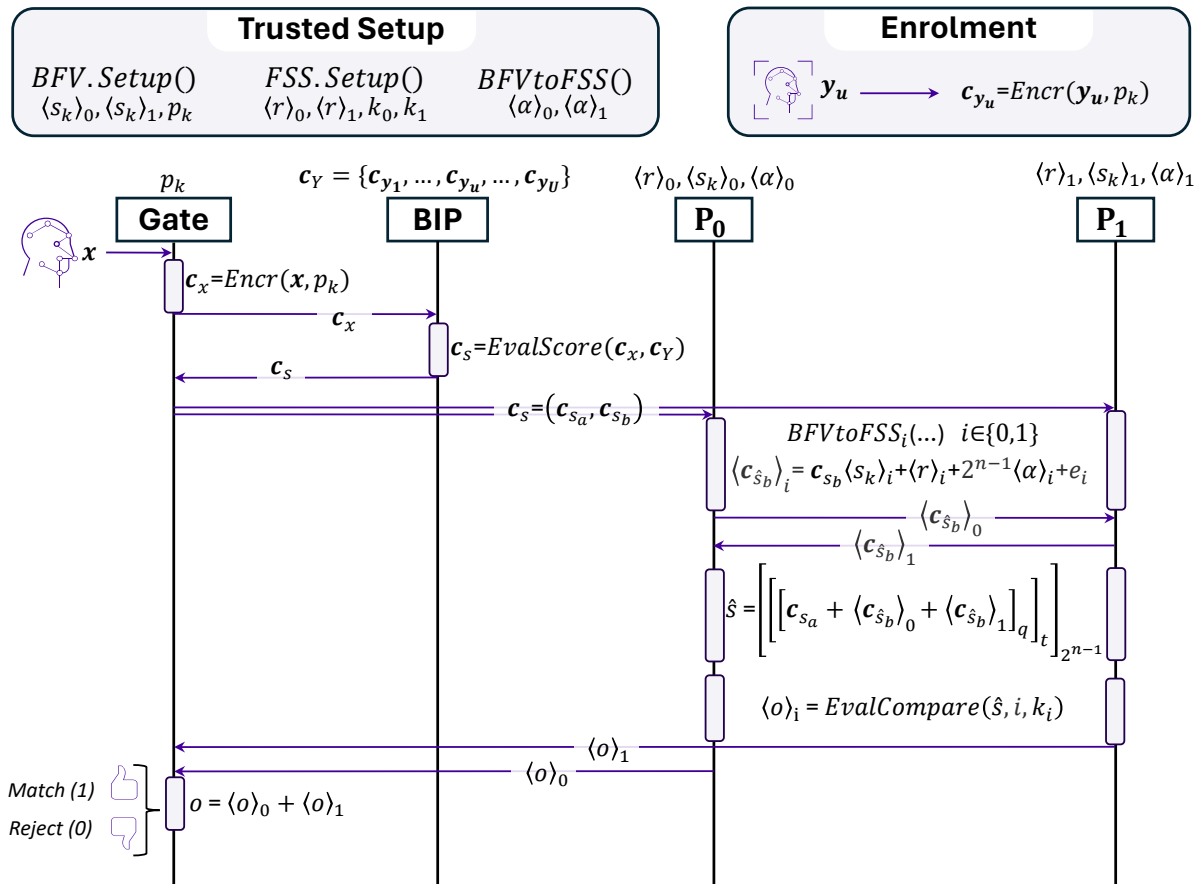 Trusted Setup
BFV.Setup() FSS.Setup() BFVtoFSS()
⟨s_k⟩_0, ⟨s_k⟩_1, p_k ⟨r⟩_0, ⟨r⟩_1, k_0, k_1 ⟨α⟩_0, ⟨α⟩_1
Enrolment
y_u c_{y_u}=Encr(y_u, p_k)
p_k c_Y = {c_{y_1}, …, c_{y_u}, …, c_{y_U}} ⟨r⟩_0, ⟨s_k⟩_0, ⟨α⟩_0 ⟨r⟩_1, ⟨s_k⟩_1, ⟨α⟩_1
Gate BIP P_0 P_1
x
c_x=Encr(x, p_k)
c_x
c_s=EvalScore(c_x, c_Y)
c_s
c_s=(c_{s_a}, c_{s_b})
BFVtoFSS_i(…) i∈{0,1}
⟨c_{ŝ_b}⟩_i = c_{s_b}⟨s_k⟩_i+⟨r⟩_i+2^{n-1}⟨α⟩_i+e_i
⟨c_{ŝ_b}⟩_0
⟨c_{ŝ_b}⟩_1
ŝ = [[[c_{s_a} + ⟨c_{ŝ_b}⟩_0 + ⟨c_{ŝ_b}⟩_1]_q]_t]_{2^{n-1}}
⟨o⟩_i = EvalCompare(ŝ, i, k_i)
⟨o⟩_1
⟨o⟩_0
Match (1)
o = ⟨o⟩_0 + ⟨o⟩_1
Reject (0)